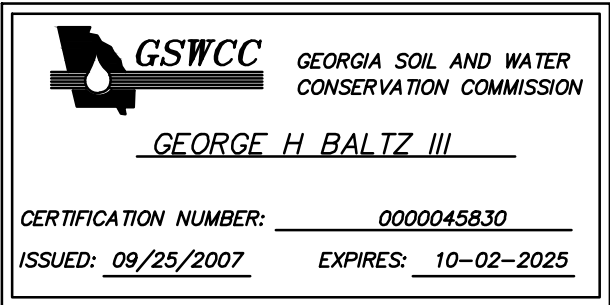 GSWCC
GEORGIA SOIL AND WATER
CONSERVATION COMMISSION
GEORGE H BALTZ III
CERTIFICATION NUMBER: 0000045830
ISSUED: 09/25/2007 EXPIRES: 10-02-2025